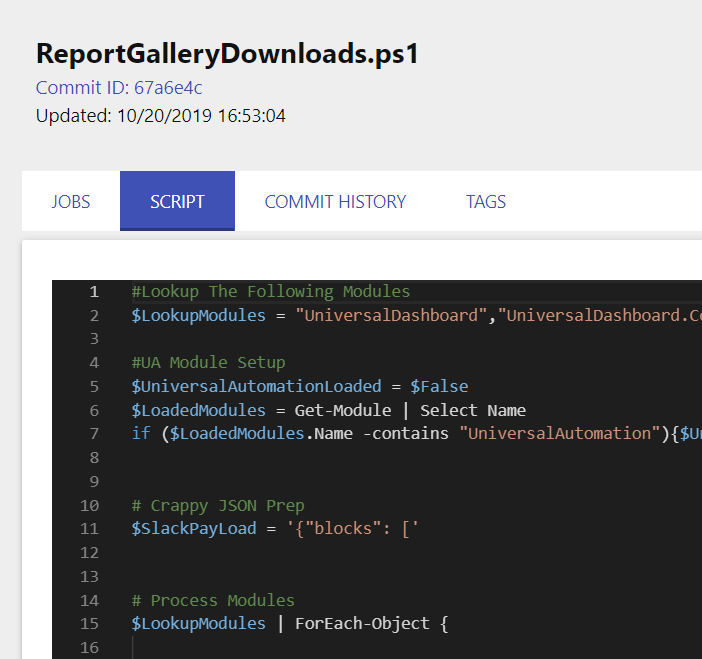 ReportGalleryDownloads.ps1
Commit ID: 67a6e4c
Updated: 10/20/2019 16:53:04
JOBS SCRIPT COMMIT HISTORY TAGS
1 #Lookup The Following Modules
2 $LookupModules = "UniversalDashboard","UniversalDashboard.Co
3
4 #UA Module Setup
5 $UniversalAutomationLoaded = $False
6 $LoadedModules = Get-Module | Select Name
7 if ($LoadedModules.Name -contains "UniversalAutomation"){$Un
8
9
10 # Crappy JSON Prep
11 $SlackPayLoad = '{"blocks": ['
12
13
14 # Process Modules
15 $LookupModules | ForEach-Object {
16